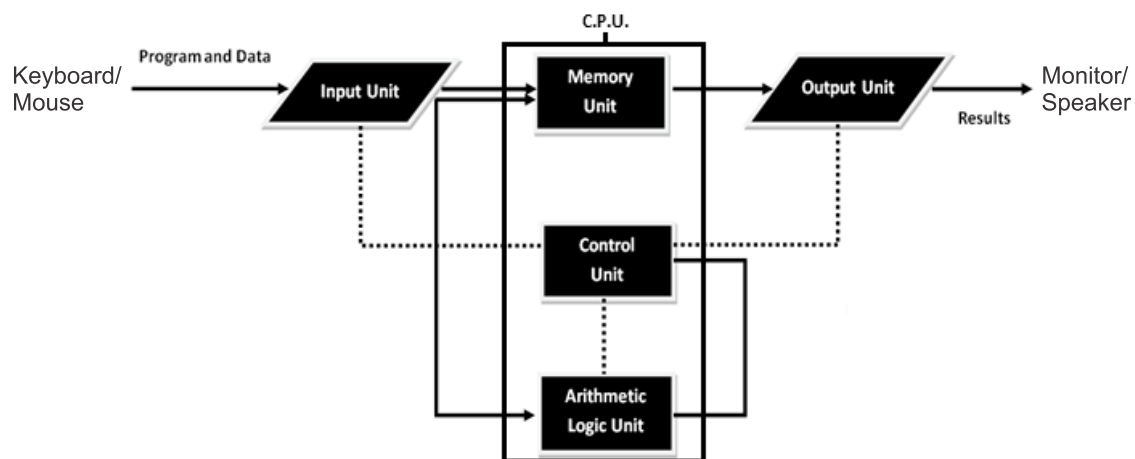 C.P.U.
Program and Data
Keyboard/
Mouse
Input Unit
Memory
Unit
Output Unit
Monitor/
Speaker
Results
Control
Unit
Arithmetic
Logic Unit